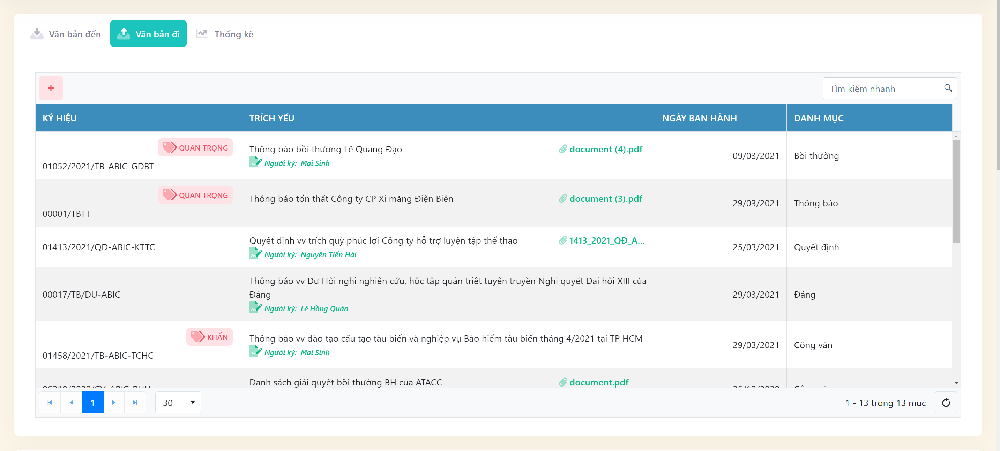 Văn bản đến
Văn bản đi
Thống kê
+
Tìm kiếm nhanh
KÝ HIỆU
TRÍCH YẾU
NGÀY BAN HÀNH
DANH MỤC
QUAN TRỌNG
01052/2021/TB-ABIC-GDBT
Thông báo bồi thường Lê Quang Đạo
document (4).pdf
Người ký: Mai Sinh
09/03/2021
Bồi thường
QUAN TRỌNG
00001/TBTT
Thông báo tổn thất Công ty CP Xi măng Điện Biên
document (3).pdf
29/03/2021
Thông báo
01413/2021/QĐ-ABIC-KTTC
Quyết định vv trích quỹ phúc lợi Công ty hỗ trợ luyện tập thể thao
1413_2021_QĐ_A...
Người ký: Nguyễn Tiến Hải
25/03/2021
Quyết định
00017/TB/DU-ABIC
Thông báo vv Dự Hội nghị nghiên cứu, hộc tập quán triệt tuyên truyền Nghị quyết Đại hội XIII của
Đảng
Người ký: Lê Hồng Quân
29/03/2021
Đảng
KHẨN
01458/2021/TB-ABIC-TCHC
Thông báo vv đào tạo cấu tạo tàu biển và nghiệp vụ Bảo hiểm tàu biển tháng 4/2021 tại TP HCM
Người ký: Mai Sinh
29/03/2021
Công văn
Danh sách giải quyết bồi thường BH của ATACC
document.pdf
1
30
1 - 13 trong 13 mục